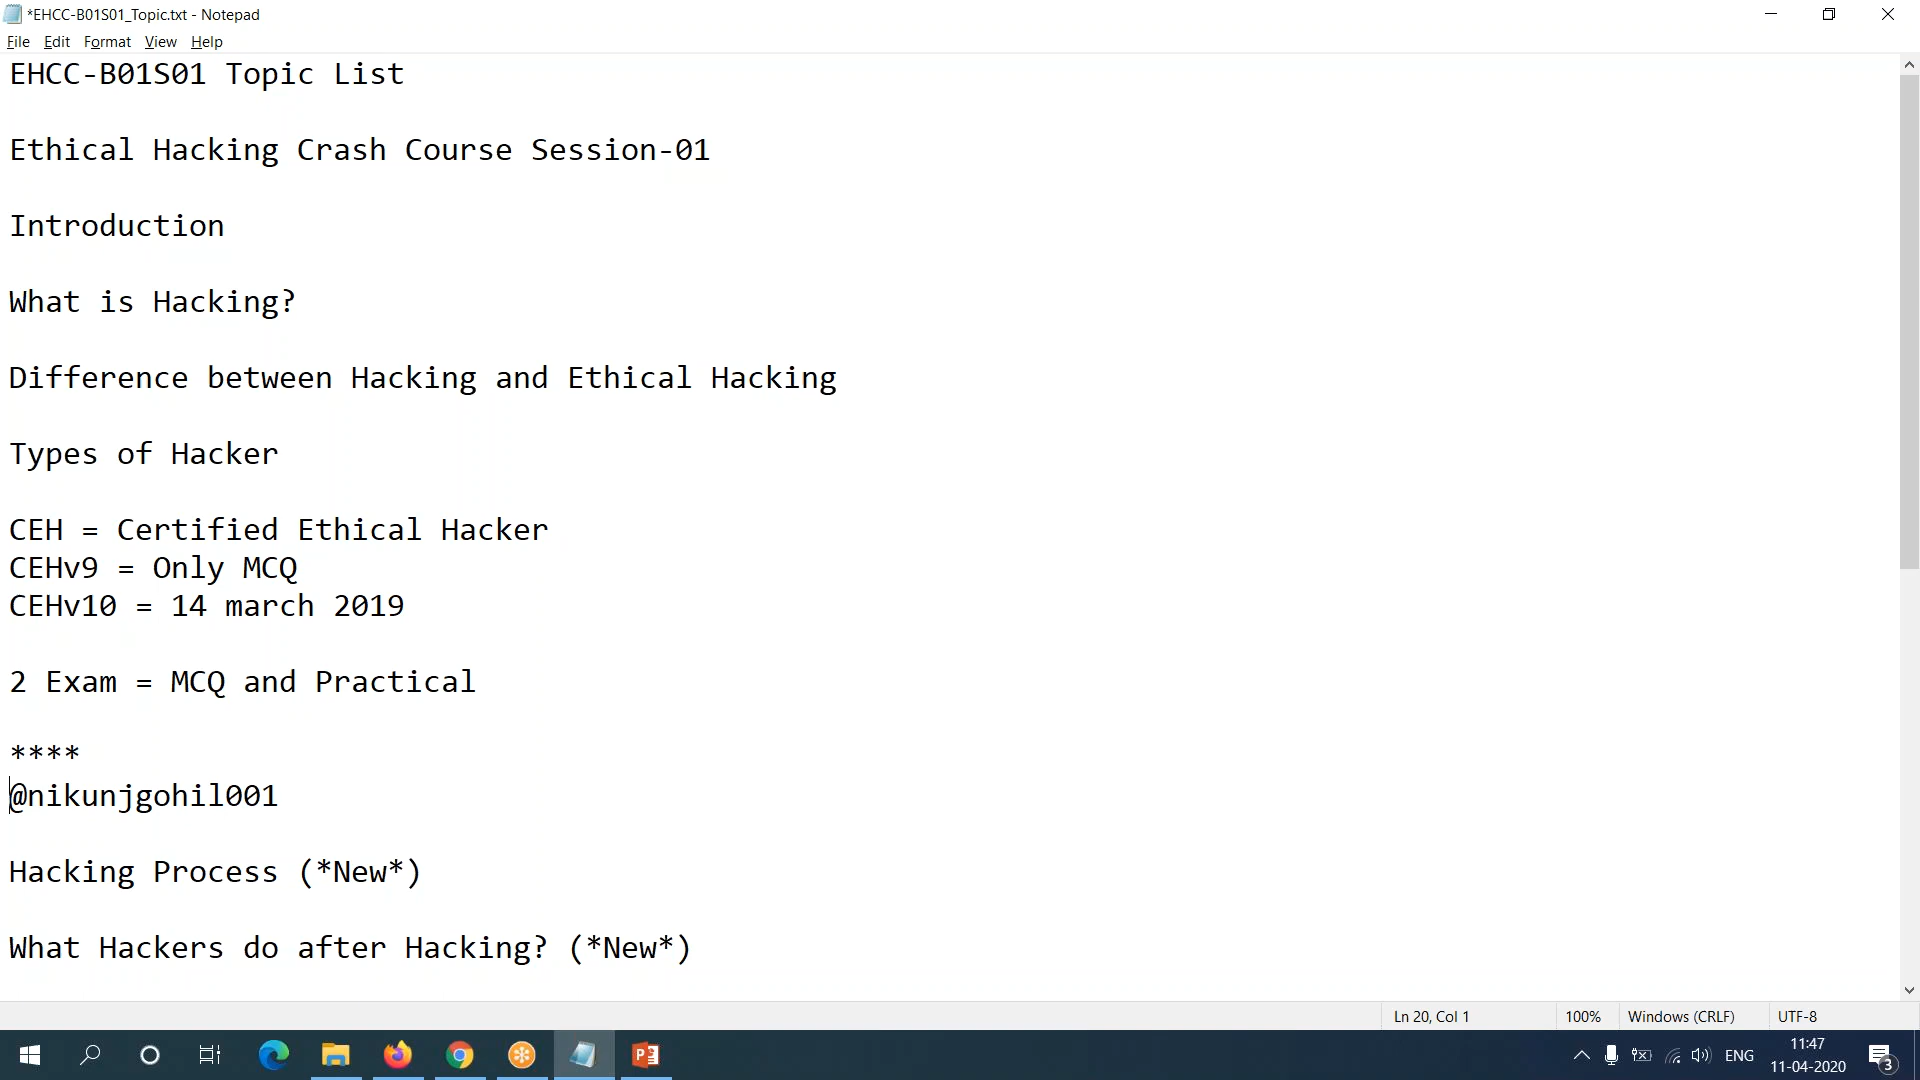 *EHCC-B01S01_Topic.txt - Notepad
File Edit Format View Help
EHCC-B01S01 Topic List
Ethical Hacking Crash Course Session-01
Introduction
What is Hacking?
Difference between Hacking and Ethical Hacking
Types of Hacker
CEH = Certified Ethical Hacker
CEHv9 = Only MCQ
CEHv10 = 14 march 2019
2 Exam = MCQ and Practical
****
@nikunjgohil001
Hacking Process (*New*)
What Hackers do after Hacking? (*New*)
Ln 20, Col 1 100% Windows (CRLF) UTF-8
ENG 11:47
11-04-2020 3